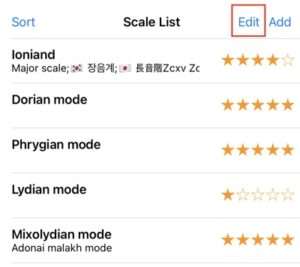 Sort Scale List Edit Add
Ioniand
Major scale;🇰🇷 장음계;🇯🇵 長音階Zcxv Zc
Dorian mode
Phrygian mode
Lydian mode
Mixolydian mode
Adonai malakh mode